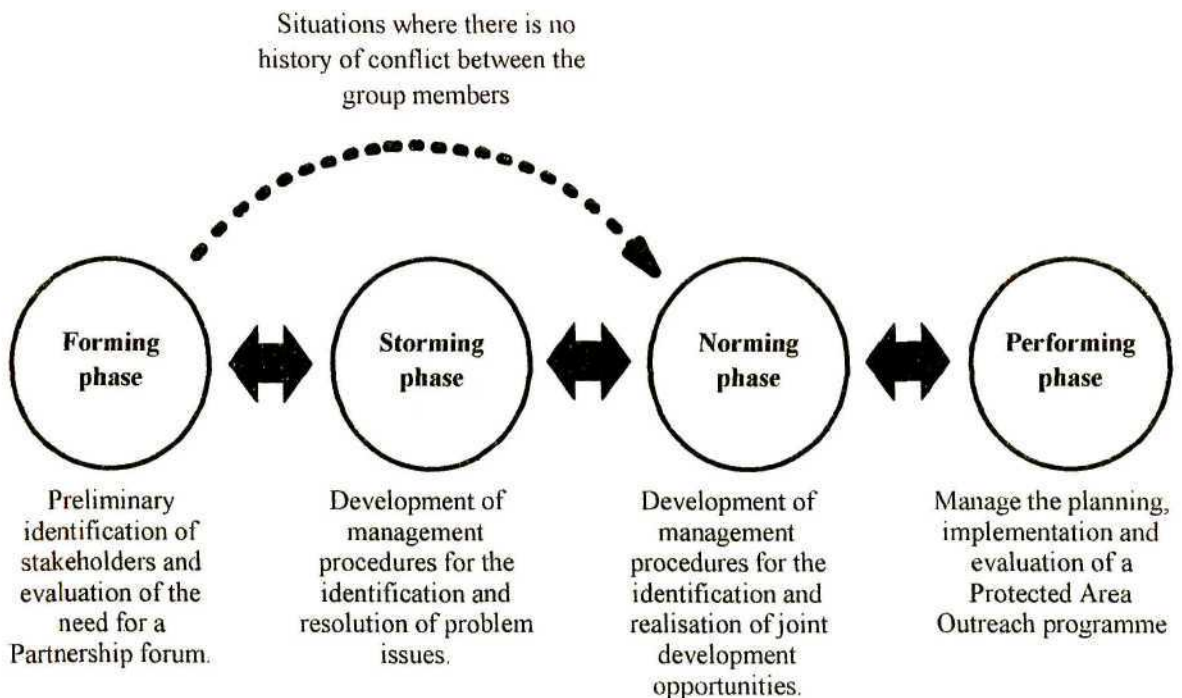 Situations where there is no
history of conflict between the
group members
Forming
phase
Storming
phase
Norming
phase
Performing
phase
Preliminary
identification of
stakeholders and
evaluation of the
need for a
Partnership forum.
Development of
management
procedures for the
identification and
resolution of problem
issues.
Development of
management
procedures for the
identification and
realisation of joint
development
opportunities.
Manage the planning,
implementation and
evaluation of a
Protected Area
Outreach programme